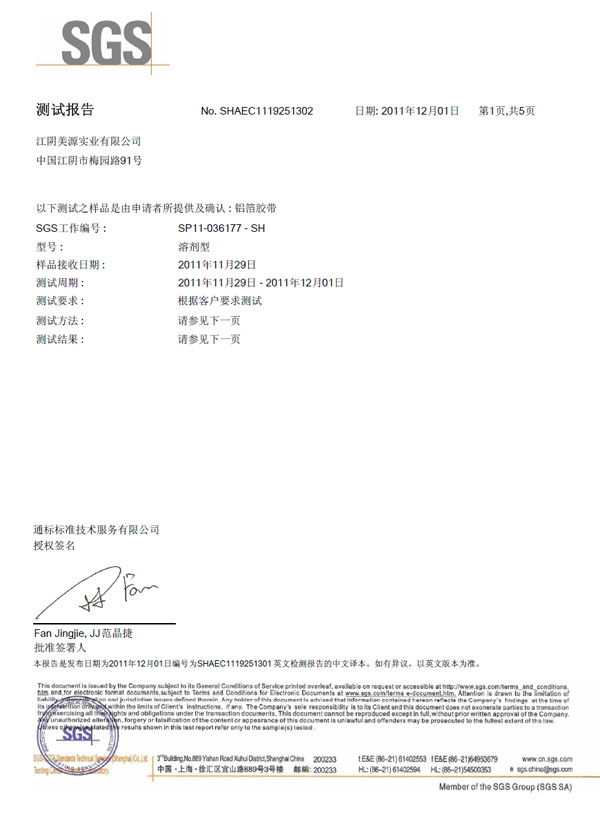 SGS
测试报告 No. SHAEC1119251302 日期: 2011年12月01日 第1页,共5页
江阴美源实业有限公司
中国江阴市梅园路91号
以下测试之样品是由申请者所提供及确认 : 铝箔胶带
SGS工作编号 : SP11-036177 - SH
型号 : 溶剂型
样品接收日期 : 2011年11月29日
测试周期 : 2011年11月29日 - 2011年12月01日
测试要求 : 根据客户要求测试
测试方法 : 请参见下一页
测试结果 : 请参见下一页
通标标准技术服务有限公司
授权签名
Fan
Fan Jingjie, JJ范晶捷
批准签署人
本报告是发布日期为2011年12月01日编号为SHAEC1119251301英文检测报告的中文译本。如有异议，以英文版本为准。
This document is issued by the Company subject to its General Conditions of Service printed overleaf, available on request or accessible at http://www.sgs.com/terms_and_conditions.
htm and,for electronic format documents,subject to Terms and Conditions for Electronic Documents at www.sgs.com/terms_e-document.htm. Attention is drawn to the limitation of
liability, indemnification and jurisdiction issues defined therein. Any holder of this document is advised that information contained hereon reflects the Company's findings at the time of
its intervention only and within the limits of Client's instructions, if any. The Company's sole responsibility is to its Client and this document does not exonerate parties to a transaction
from exercising all their rights and obligations under the transaction documents. This document cannot be reproduced except in full,without prior written approval of the Company.
Any unauthorized alteration, forgery or falsification of the content or appearance of this document is unlawful and offenders may be prosecuted to the fullest extent of the law.
Unless otherwise stated the results shown in this test report refer only to the sample(s) tested .
SGS
SGS-CSTC Standards Technical Services (Shanghai) Co., Ltd. 3rd Building,No.889 Yishan Road Xuhui District,Shanghai China 200233 t E&E (86–21) 61402553 f E&E (86–21)64953679 www.cn.sgs.com
Testing Center Laboratory 中国・上海・徐汇区宜山路889号3号楼 邮编: 200233 HL: (86–21) 61402594 HL: (86–21)54500353 e sgs.china@sgs.com
Member of the SGS Group (SGS SA)